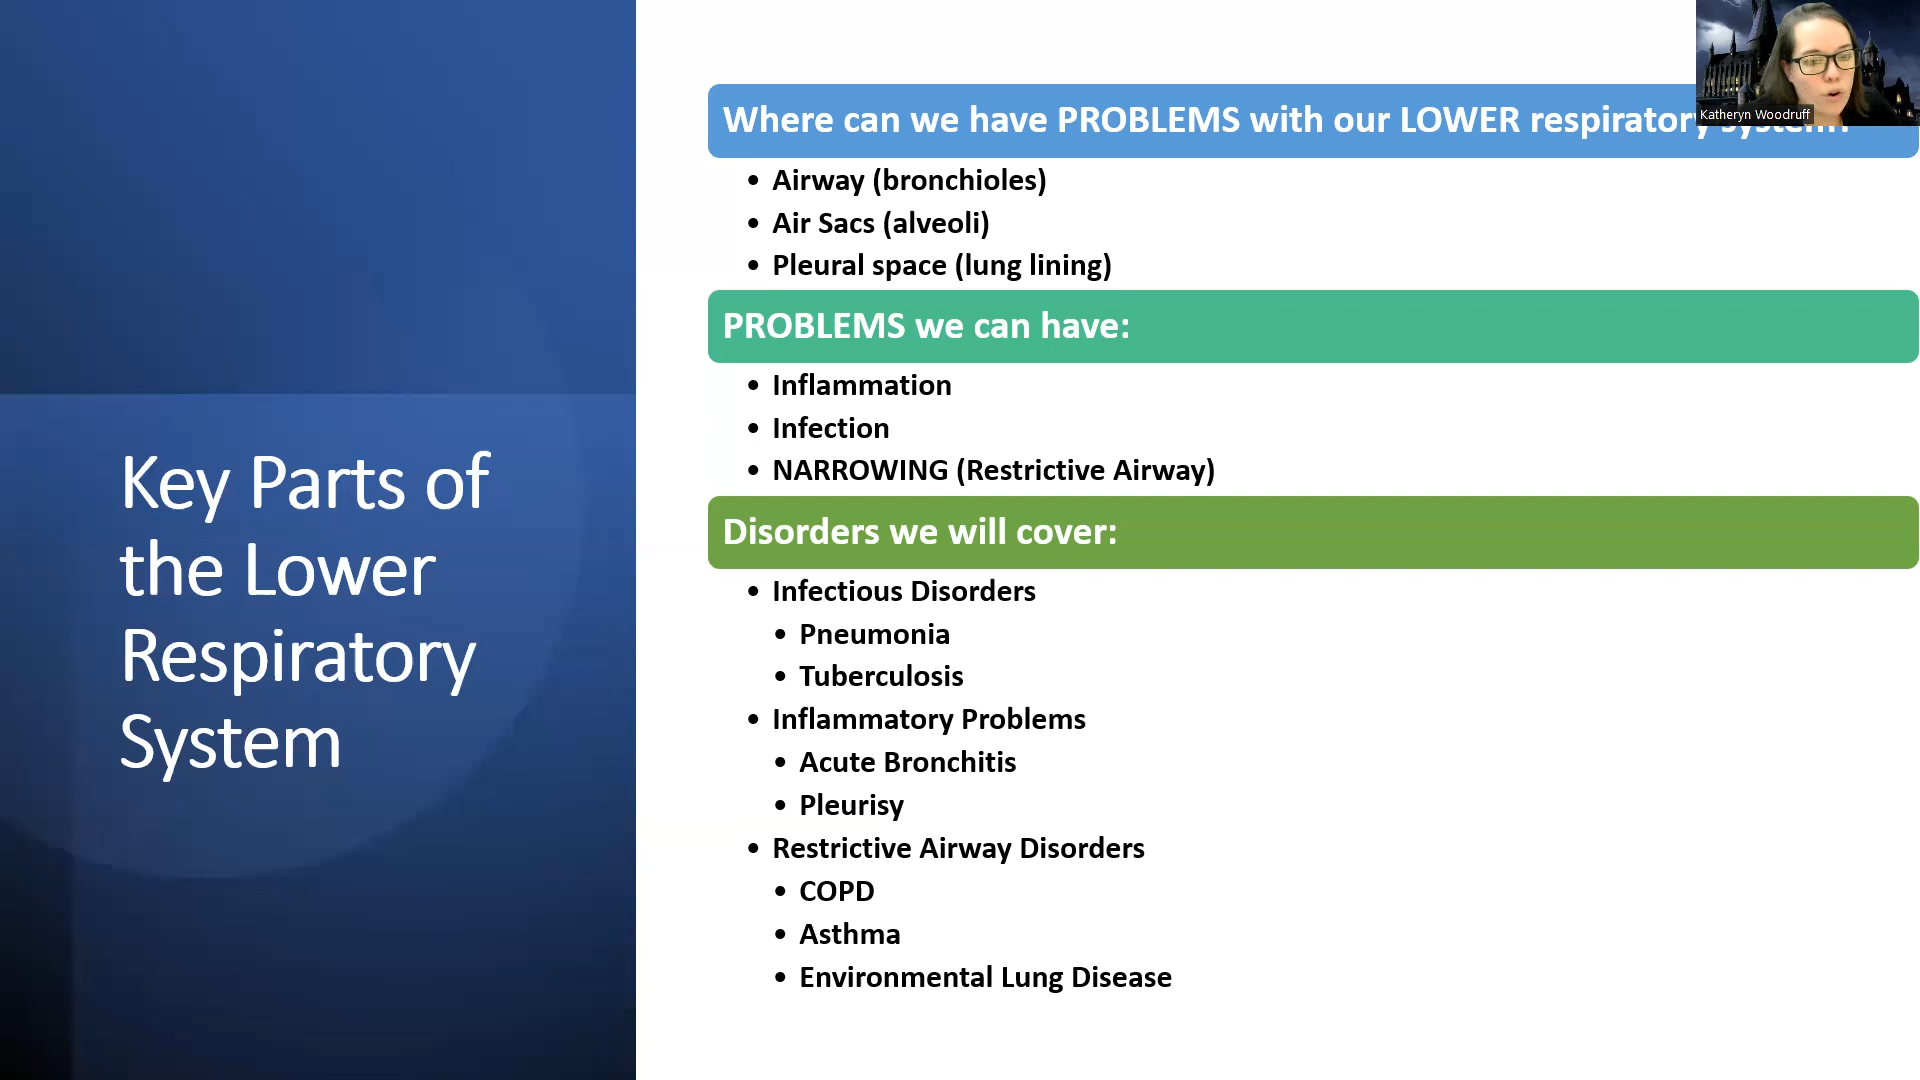 Key Parts of
the Lower
Respiratory
System
Where can we have PROBLEMS with our LOWER respiratory system?
• Airway (bronchioles)
• Air Sacs (alveoli)
• Pleural space (lung lining)
PROBLEMS we can have:
• Inflammation
• Infection
• NARROWING (Restrictive Airway)
Disorders we will cover:
• Infectious Disorders
• Pneumonia
• Tuberculosis
• Inflammatory Problems
• Acute Bronchitis
• Pleurisy
• Restrictive Airway Disorders
• COPD
• Asthma
• Environmental Lung Disease
Katheryn Woodruff